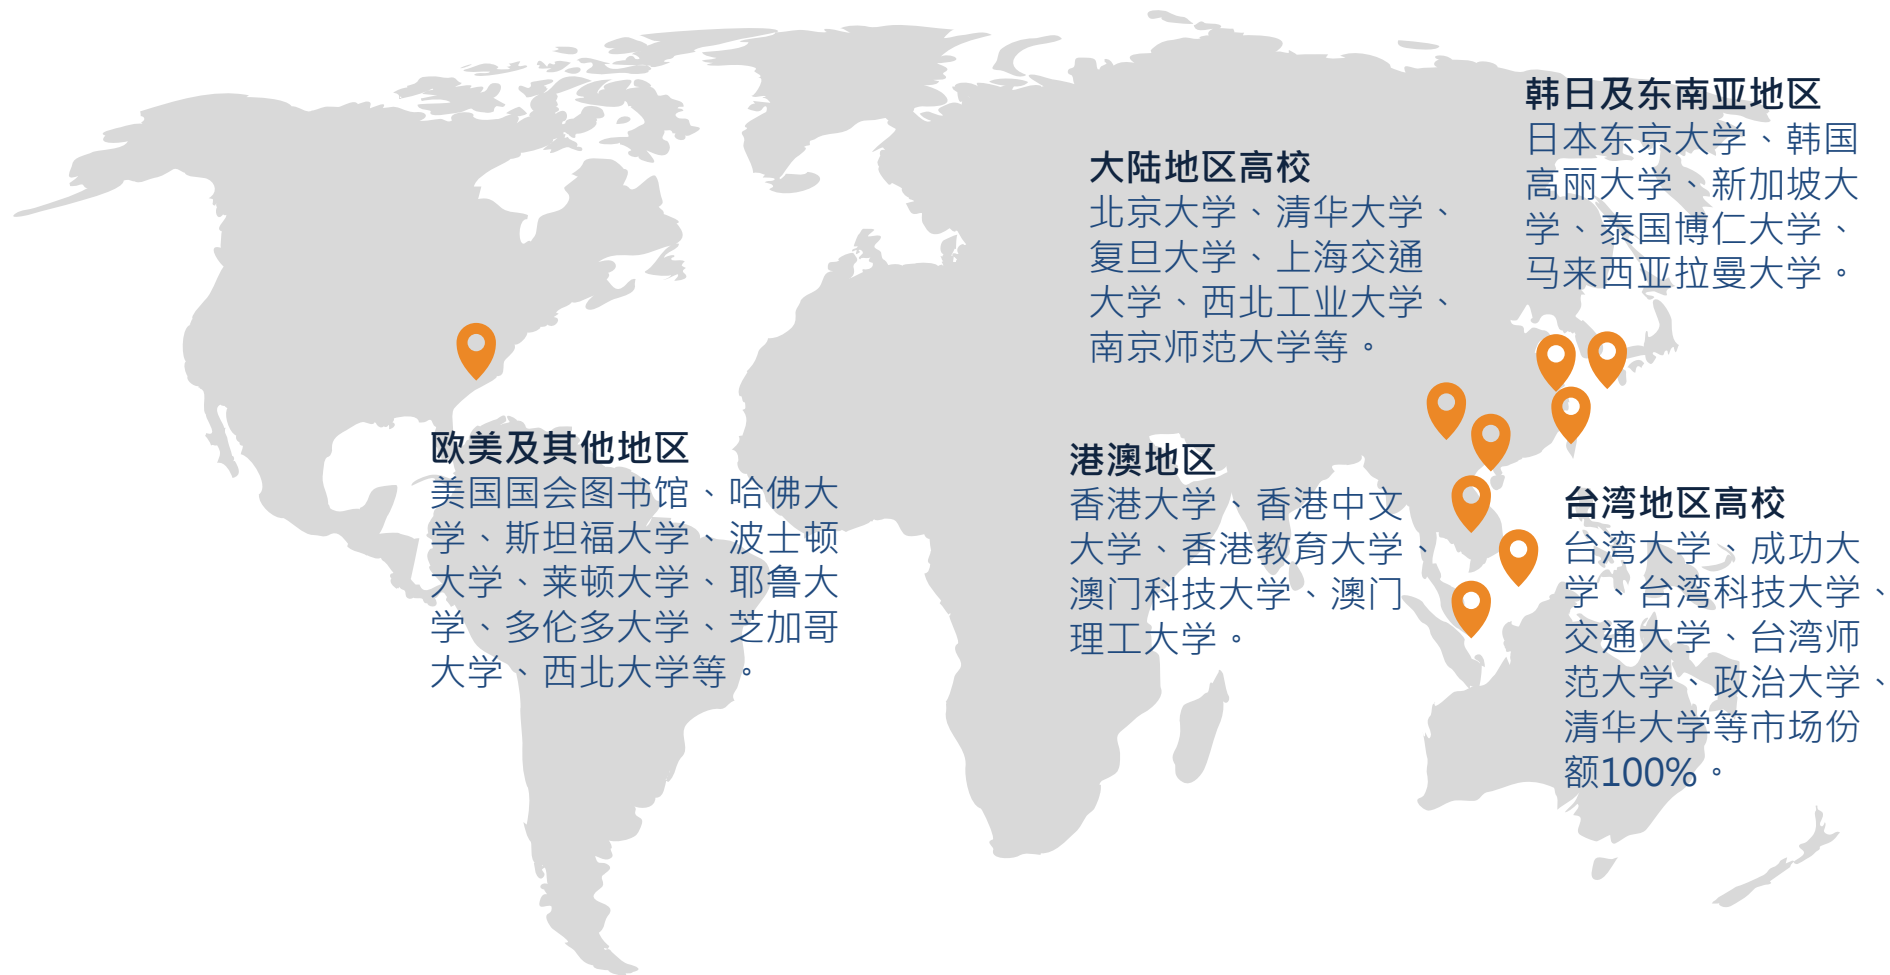 韩日及东南亚地区
日本东京大学、韩国
高丽大学、新加坡大
学、泰国博仁大学、
马来西亚拉曼大学。
大陆地区高校
北京大学、清华大学、
复旦大学、上海交通
大学、西北工业大学、
南京师范大学等。
欧美及其他地区
美国国会图书馆、哈佛大
学、斯坦福大学、波士顿
大学、莱顿大学、耶鲁大
学、多伦多大学、芝加哥
大学、西北大学等。
港澳地区
香港大学、香港中文
大学、香港教育大学、
澳门科技大学、澳门
理工大学。
台湾地区高校
台湾大学、成功大
学、台湾科技大学、
交通大学、台湾师
范大学、政治大学、
清华大学等市场份
额100%。